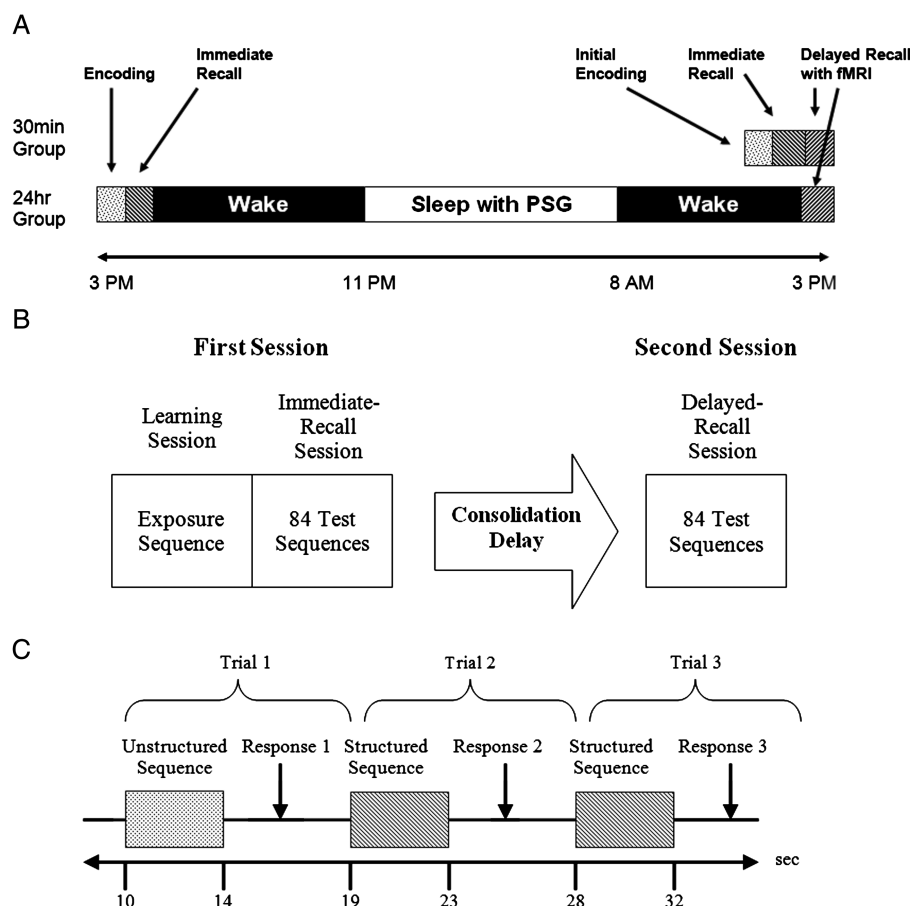 A
Encoding
Immediate
Recall
Initial
Encoding
Immediate
Recall
Delayed Recall
with fMRI
30min
Group
24hr
Group
Wake
Sleep with PSG
Wake
3 PM
11 PM
8 AM
3 PM
B
First Session
Second Session
Learning
Session
Immediate-
Recall
Session
Delayed-
Recall
Session
Exposure
Sequence
84 Test
Sequences
Consolidation
Delay
84 Test
Sequences
C
Trial 1
Trial 2
Trial 3
Unstructured
Sequence
Response 1
Structured
Sequence
Response 2
Structured
Sequence
Response 3
sec
10
14
19
23
28
32